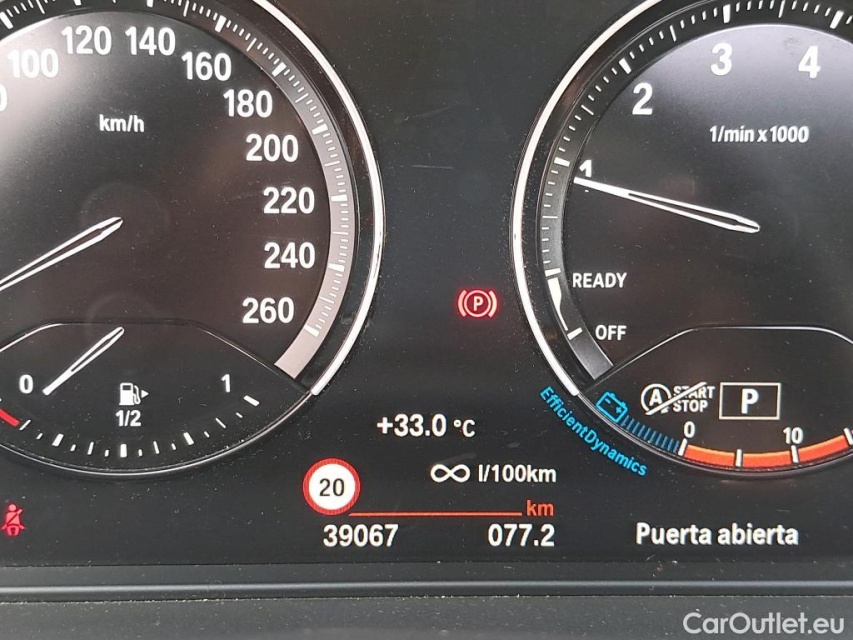 100
120
140
160
180
200
220
240
260
km/h
0
1/2
1
+33.0 °C
∞ l/100km
20
km
39067
077.2
P
1
2
3
4
1/min x 1000
READY
OFF
EfficientDynamics
A START
STOP
P
0
10
Puerta abierta
CarOutlet.eu